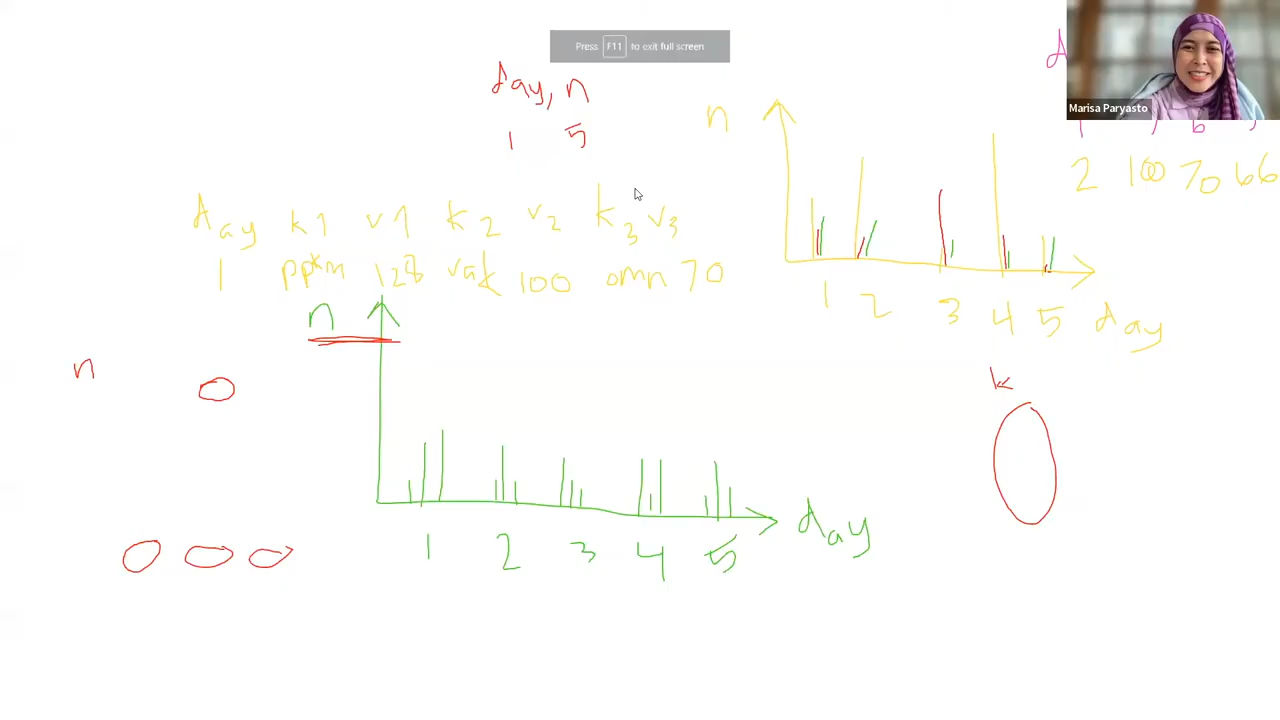 Press F11 to exit full screen
day, n
1 5
Marisa Paryasto
n
2 100 70 66
day k1 v1 k2 v2 k3 v3
1 ppkm 128 vak 100 omn 70
1 2 3 4 5 day
n
n
k
day
1 2 3 4 5